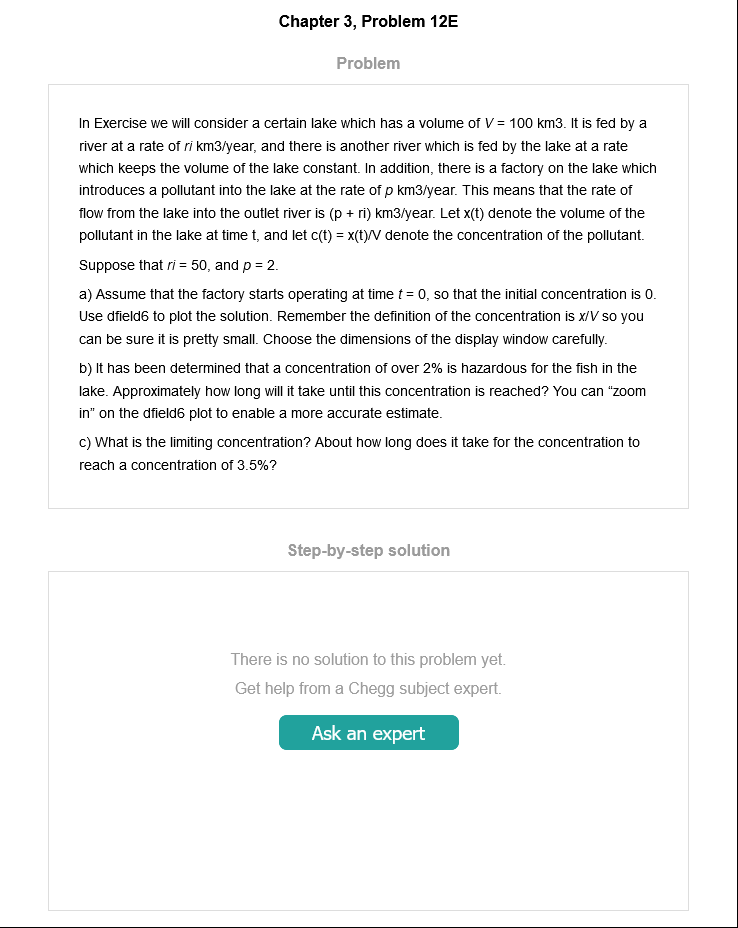 Chapter 3, Problem 12E
Problem
In Exercise we will consider a certain lake which has a volume of V = 100 km3. It is fed by a
river at a rate of ri km3/year, and there is another river which is fed by the lake at a rate
which keeps the volume of the lake constant. In addition, there is a factory on the lake which
introduces a pollutant into the lake at the rate of p km3/year. This means that the rate of
flow from the lake into the outlet river is (p + ri) km3/year. Let x(t) denote the volume of the
pollutant in the lake at time t, and let c(t) = x(t)/V denote the concentration of the pollutant.
Suppose that ri = 50, and p = 2.
a) Assume that the factory starts operating at time t = 0, so that the initial concentration is 0.
Use dfield6 to plot the solution. Remember the definition of the concentration is x/V so you
can be sure it is pretty small. Choose the dimensions of the display window carefully.
b) It has been determined that a concentration of over 2% is hazardous for the fish in the
lake. Approximately how long will it take until this concentration is reached? You can “zoom
in” on the dfield6 plot to enable a more accurate estimate.
c) What is the limiting concentration? About how long does it take for the concentration to
reach a concentration of 3.5%?
Step-by-step solution
There is no solution to this problem yet.
Get help from a Chegg subject expert.
Ask an expert